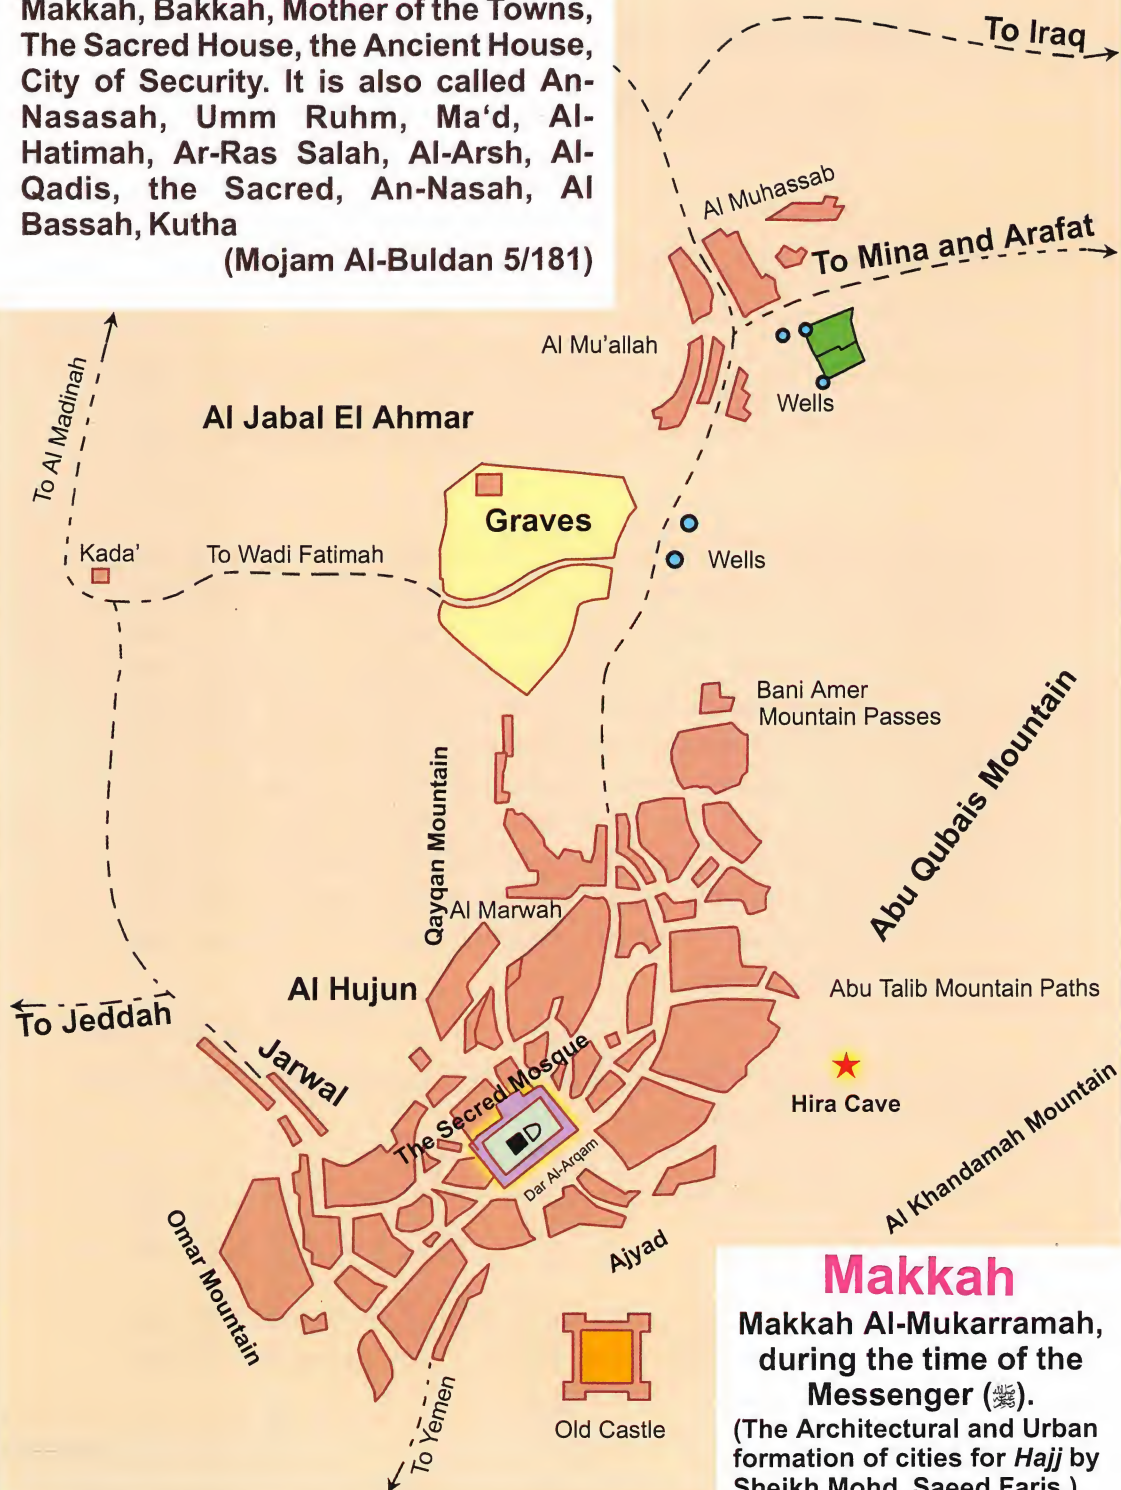 Makkah, Bakkah, Mother of the Towns,
The Sacred House, the Ancient House,
City of Security. It is also called An-
Nasasah, Umm Ruhm, Ma‘d, Al-
Hatimah, Ar-Ras Salah, Al-Arsh, Al-
Qadis, the Sacred, An-Nasah, Al
Bassah, Kutha
(Mojam Al-Buldan 5/181)
To Iraq
Al Muhassab
To Mina and Arafat
Al Mu’allah
Wells
To Al Madinah
Al Jabal El Ahmar
Graves
Kada’
To Wadi Fatimah
Wells
Bani Amer
Mountain Passes
Abu Qubais Mountain
Qayqan Mountain
Al Marwah
Al Hujun
Abu Talib Mountain Paths
To Jeddah
Jarwal
The Secred Mosque
Hira Cave
Dar Al-Arqam
Al Khandamah Mountain
Omar Mountain
Ajyad
Old Castle
To Yemen
Makkah
Makkah Al-Mukarramah,
during the time of the
Messenger (ﷺ).
(The Architectural and Urban
formation of cities for Hajj by
Sheikh Mohd. Saeed Faris.)